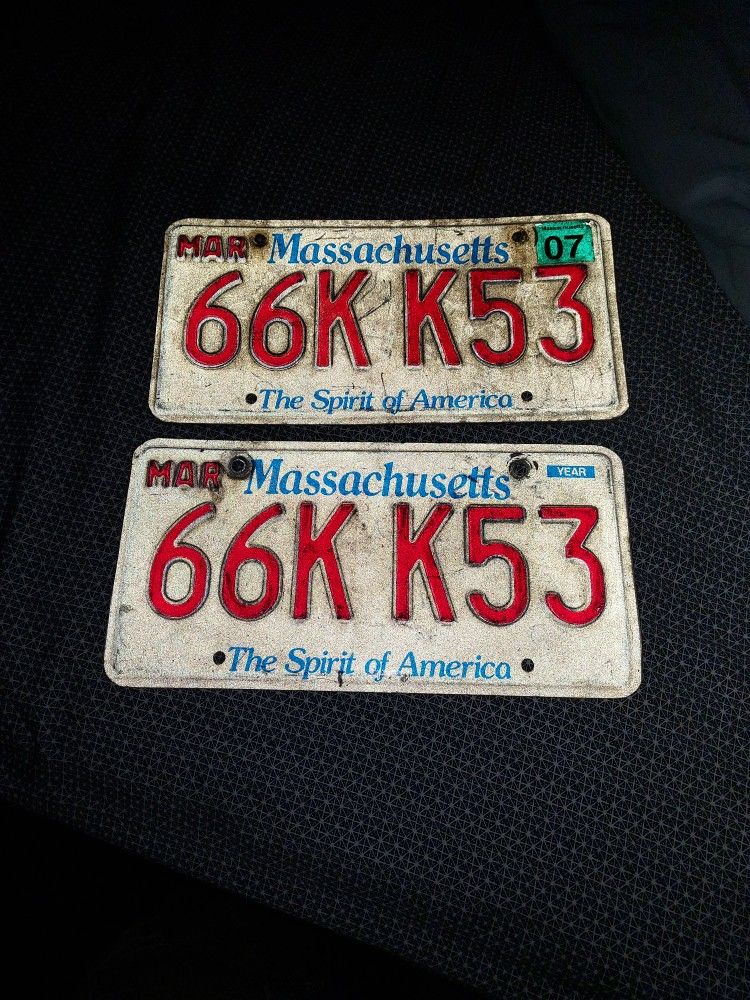 MAR Massachusetts 07
66K K53
The Spirit of America
MAR Massachusetts YEAR
66K K53
The Spirit of America